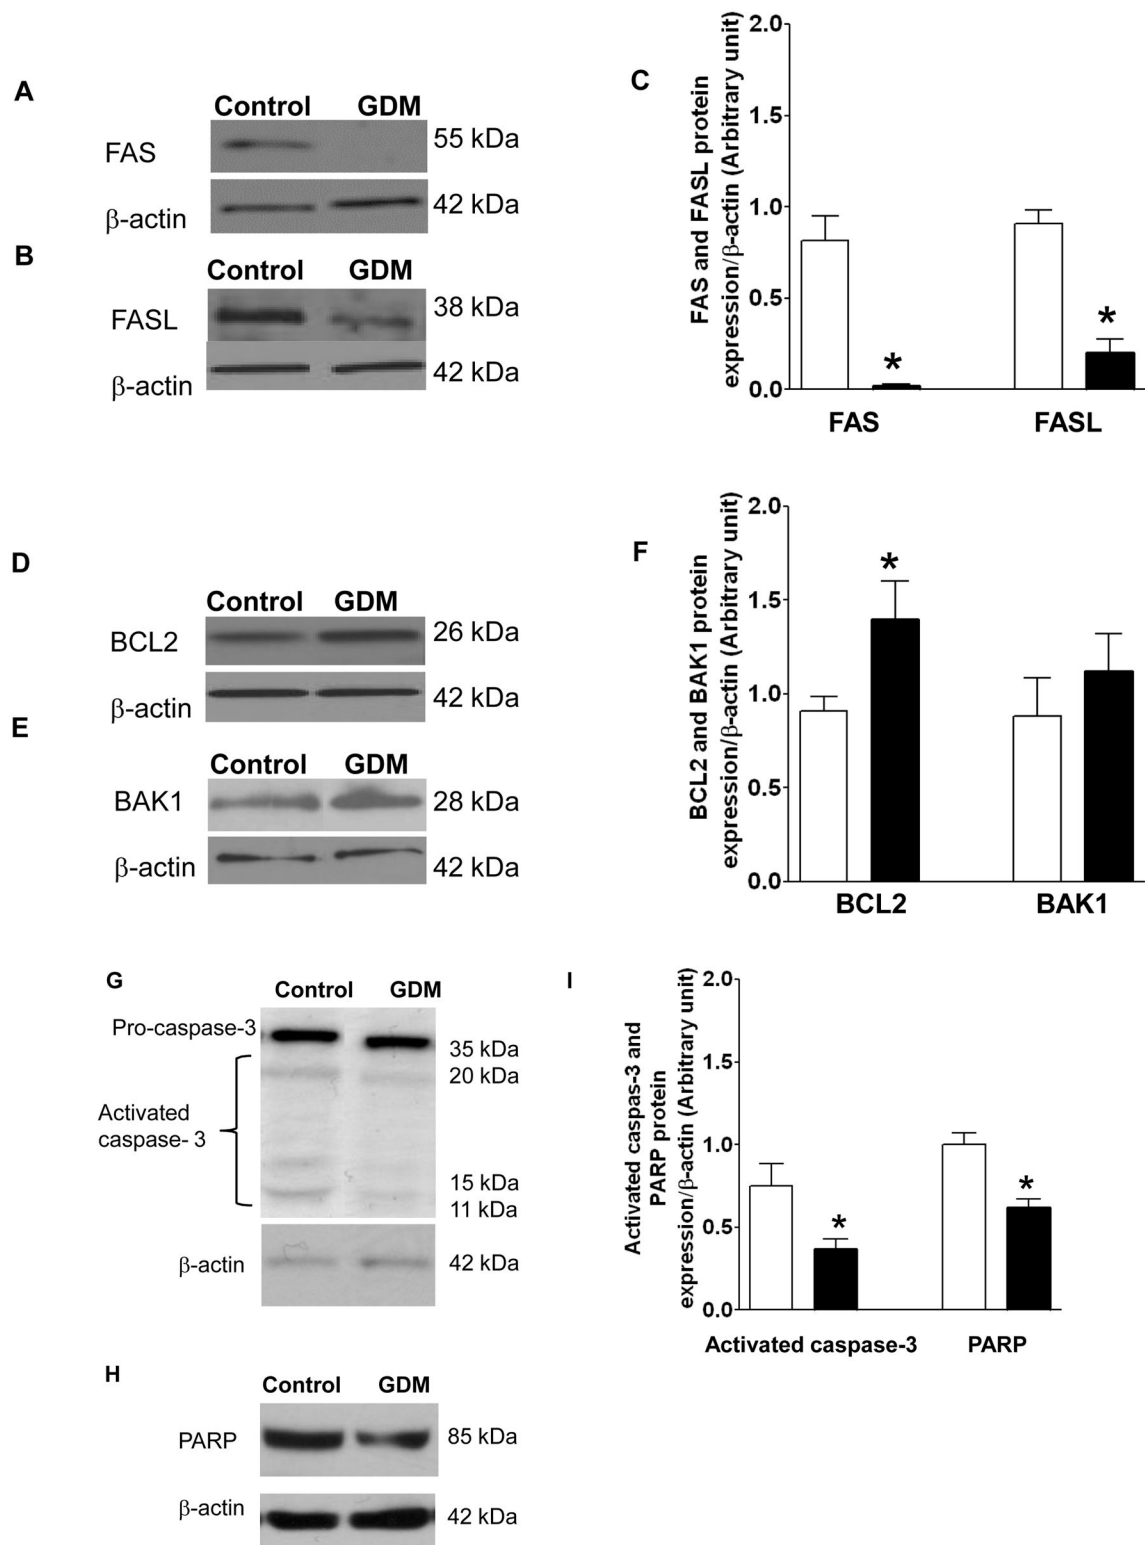 A
Control GDM
FAS 55 kDa
β-actin 42 kDa
B
Control GDM
FASL 38 kDa
β-actin 42 kDa
C
FAS and FASL protein
expression/β-actin (Arbitrary unit)
2.0
1.5
1.0
0.5
0.0
*
*
FAS FASL
D
Control GDM
BCL2 26 kDa
β-actin 42 kDa
E
Control GDM
BAK1 28 kDa
β-actin 42 kDa
F
BCL2 and BAK1 protein
expression/β-actin (Arbitrary unit)
2.0
1.5
1.0
0.5
0.0
*
BCL2 BAK1
G
Control GDM
Pro-caspase-3
35 kDa
20 kDa
Activated
caspase- 3
15 kDa
11 kDa
β-actin 42 kDa
I
Activated caspas-3 and
PARP protein
expression/β-actin (Arbitrary unit)
2.0
1.5
1.0
0.5
0.0
*
*
Activated caspase-3 PARP
H
Control GDM
PARP 85 kDa
β-actin 42 kDa